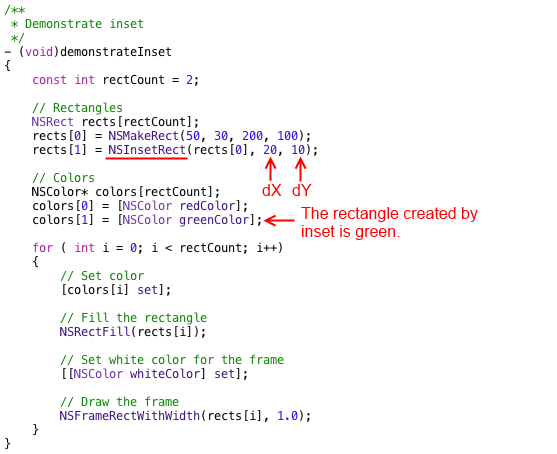 /**
 * Demonstrate inset
 */
- (void)demonstrateInset
{
    const int rectCount = 2;

    // Rectangles
    NSRect rects[rectCount];
    rects[0] = NSMakeRect(50, 30, 200, 100);
    rects[1] = NSInsetRect(rects[0], 20, 10);
dX dY
    // Colors
    NSColor* colors[rectCount];
    colors[0] = [NSColor redColor];
    colors[1] = [NSColor greenColor];
The rectangle created by
inset is green.
    for ( int i = 0; i < rectCount; i++)
    {
        // Set color
        [colors[i] set];

        // Fill the rectangle
        NSRectFill(rects[i]);

        // Set white color for the frame
        [[NSColor whiteColor] set];

        // Draw the frame
        NSFrameRectWithWidth(rects[i], 1.0);
    }
}